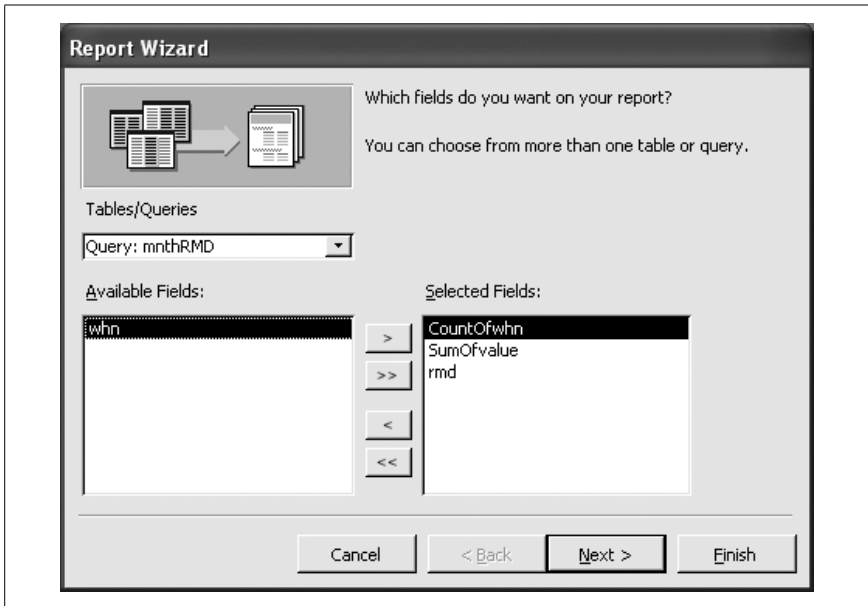 Report Wizard
Which fields do you want on your report?
You can choose from more than one table or query.
Tables/Queries
Query: mnthRMD
Available Fields:
Selected Fields:
whn
CountOfwhn
SumOfvalue
rmd
>
>>
<
<<
Cancel
< Back
Next >
Finish